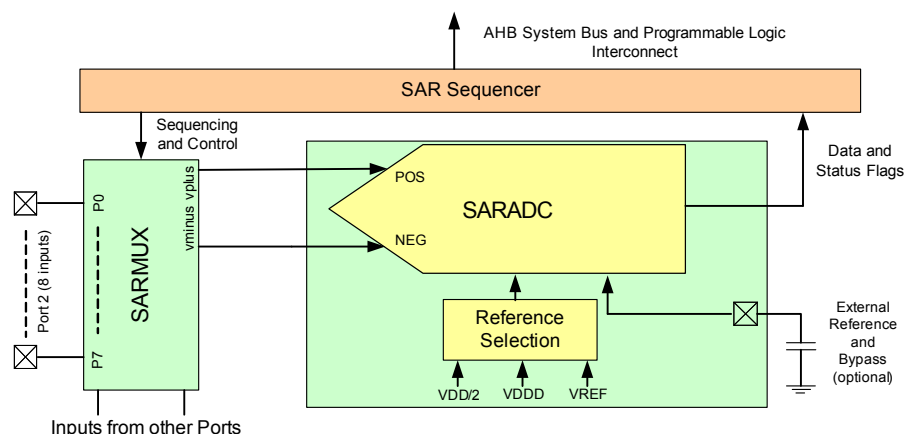 AHB System Bus and Programmable Logic
Interconnect
SAR Sequencer
Sequencing
and Control
Data and
Status Flags
vminus vplus
POS
NEG
SARADC
P0
Port 2 (8 inputs)
SARMUX
P7
Reference
Selection
External
Reference
and
Bypass
(optional)
VDD/2
VDDD
VREF
Inputs from other Ports